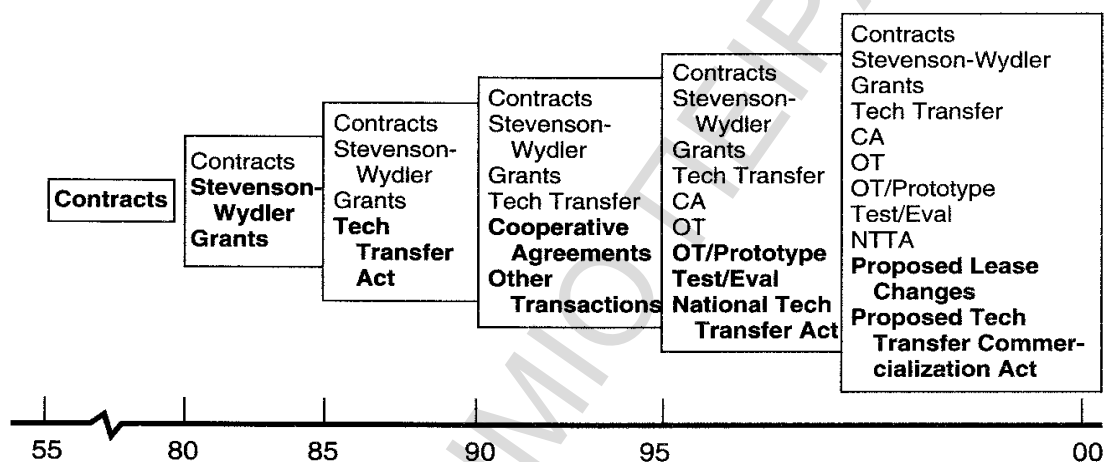 Contracts
Contracts
Stevenson-
Wydler
Grants
Contracts
Stevenson-
Wydler
Grants
Tech
Transfer
Act
Contracts
Stevenson-
Wydler
Grants
Tech Transfer
Cooperative
Agreements
Other
Transactions
Contracts
Stevenson-
Wydler
Grants
Tech Transfer
CA
OT
OT/Prototype
Test/Eval
National Tech
Transfer Act
Contracts
Stevenson-Wydler
Grants
Tech Transfer
CA
OT
OT/Prototype
Test/Eval
NTTA
Proposed Lease
Changes
Proposed Tech
Transfer Commer-
cialization Act
55 80 85 90 95 00